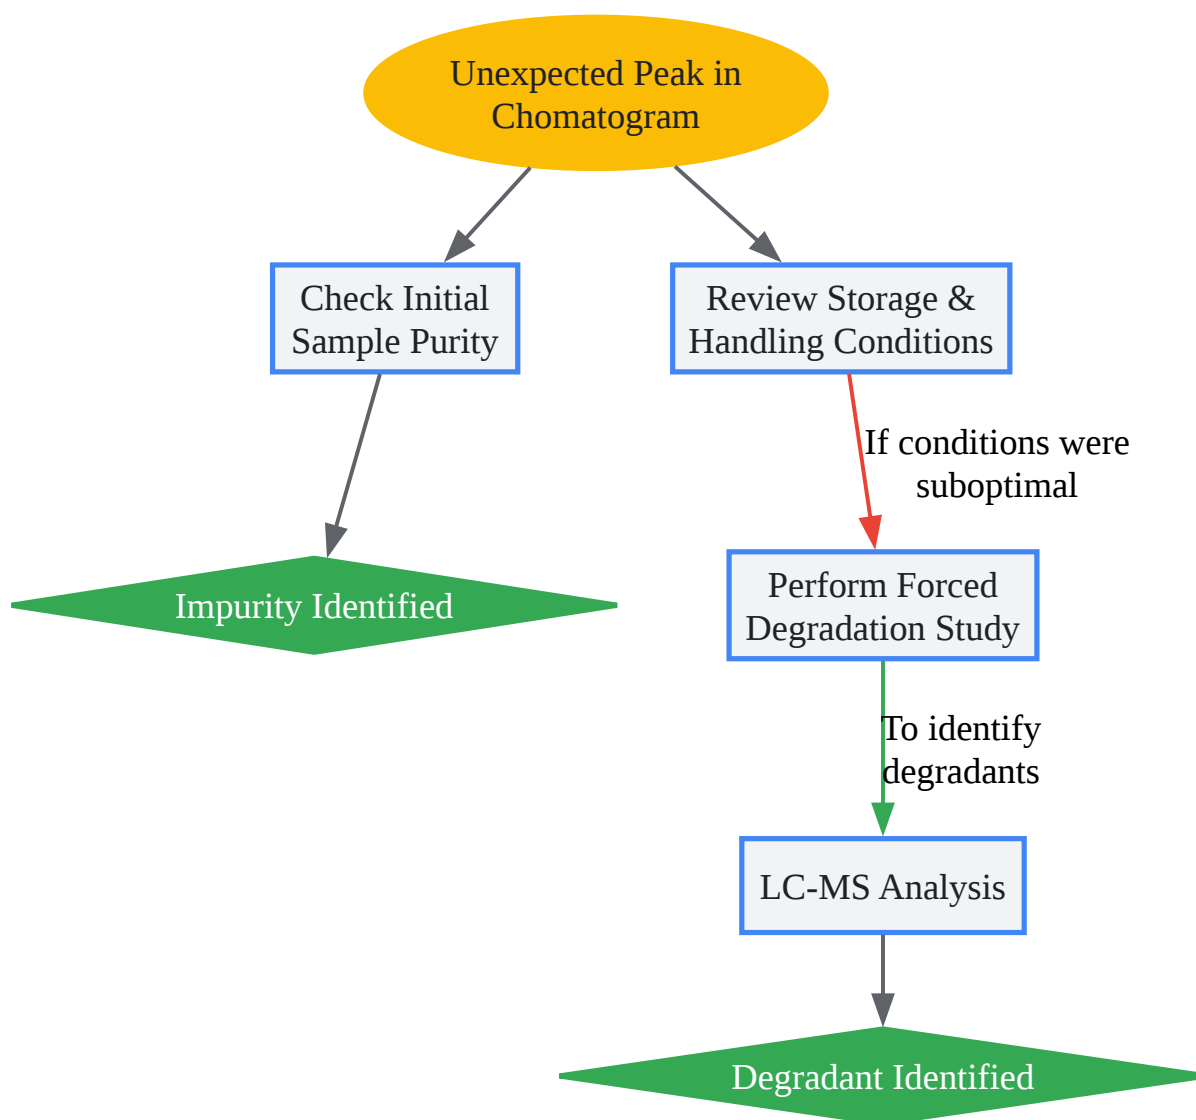 Unexpected Peak in
Chomatogram
Check Initial
Sample Purity
Review Storage &
Handling Conditions
If conditions were
suboptimal
Impurity Identified
Perform Forced
Degradation Study
To identify
degradants
LC-MS Analysis
Degradant Identified